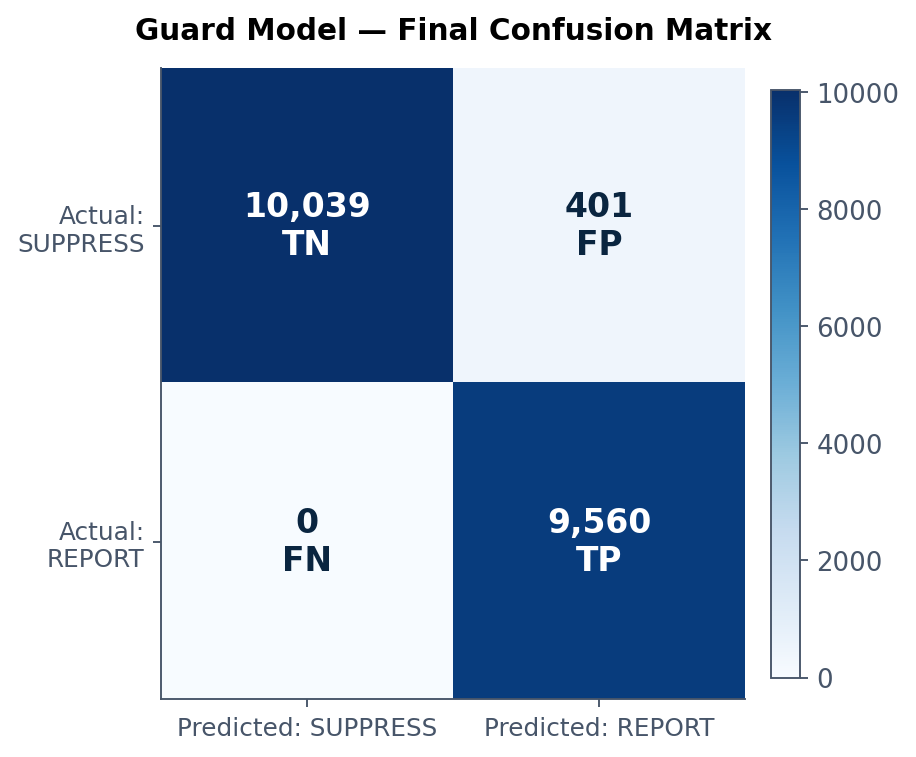 Guard Model — Final Confusion Matrix
10000
8000
6000
4000
2000
0
Actual:
SUPPRESS
10,039
TN
401
FP
Actual:
REPORT
0
FN
9,560
TP
Predicted: SUPPRESS
Predicted: REPORT